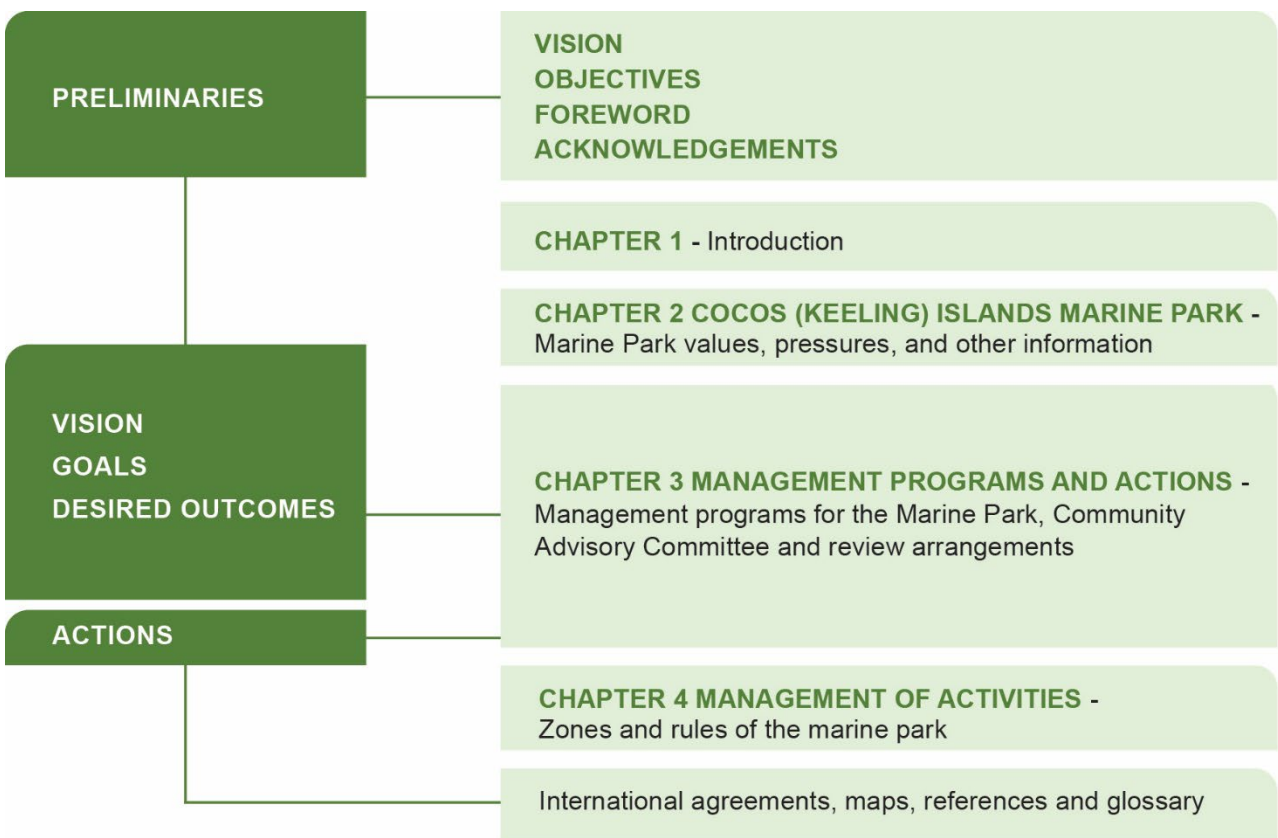 PRELIMINARIES
VISION
OBJECTIVES
FOREWORD
ACKNOWLEDGEMENTS
CHAPTER 1 - Introduction
CHAPTER 2 COCOS (KEELING) ISLANDS MARINE PARK -
Marine Park values, pressures, and other information
VISION
GOALS
DESIRED OUTCOMES
CHAPTER 3 MANAGEMENT PROGRAMS AND ACTIONS -
Management programs for the Marine Park, Community
Advisory Committee and review arrangements
ACTIONS
CHAPTER 4 MANAGEMENT OF ACTIVITIES -
Zones and rules of the marine park
International agreements, maps, references and glossary